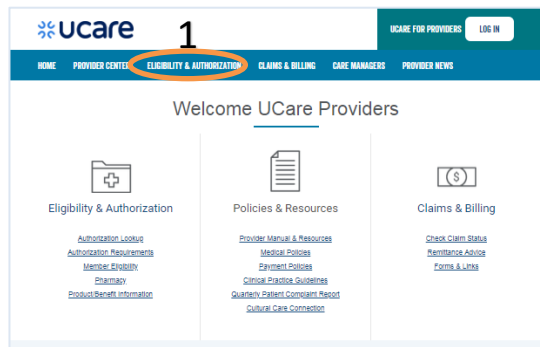 ucare
1
UCARE FOR PROVIDERS LOG IN
HOME PROVIDER CENTER ELIGIBILITY & AUTHORIZATION CLAIMS & BILLING CARE MANAGERS PROVIDER NEWS
Welcome UCare Providers
Eligibility & Authorization
Authorization Lookup
Authorization Requirements
Member Eligibility
Pharmacy
Product/Benefit Information
Policies & Resources
Provider Manual & Resources
Medical Policies
Payment Policies
Clinical Practice Guidelines
Quarterly Patient Complaint Report
Cultural Care Connection
$
Claims & Billing
Check Claim Status
Remittance Advice
Forms & Links